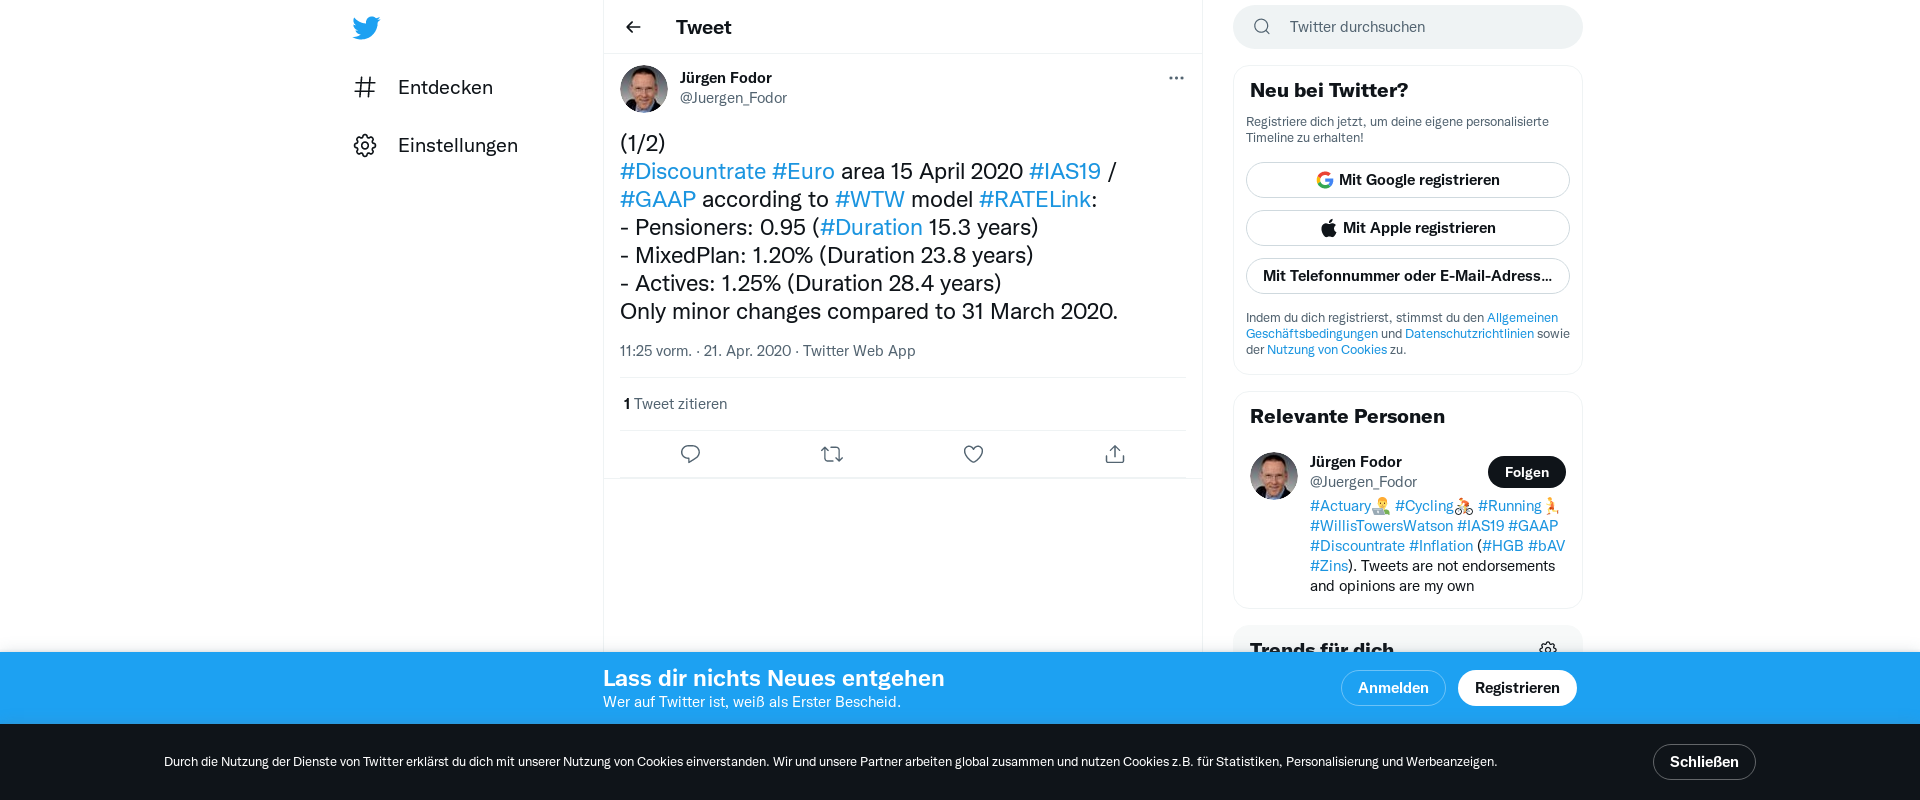 Entdecken
Einstellungen
Tweet
Jürgen Fodor
@Juergen_Fodor
(1/2)
#Discountrate #Euro area 15 April 2020 #IAS19 /
#GAAP according to #WTW model #RATELink:
- Pensioners: 0.95 (#Duration 15.3 years)
- MixedPlan: 1.20% (Duration 23.8 years)
- Actives: 1.25% (Duration 28.4 years)
Only minor changes compared to 31 March 2020.
11:25 vorm. · 21. Apr. 2020 · Twitter Web App
1 Tweet zitieren
Twitter durchsuchen
Neu bei Twitter?
Registriere dich jetzt, um deine eigene personalisierte
Timeline zu erhalten!
Mit Google registrieren
Mit Apple registrieren
Mit Telefonnummer oder E-Mail-Adress...
Indem du dich registrierst, stimmst du den Allgemeinen
Geschäftsbedingungen und Datenschutzrichtlinien sowie
der Nutzung von Cookies zu.
Relevante Personen
Jürgen Fodor
@Juergen_Fodor
Folgen
#Actuary #Cycling #Running
#WillisTowersWatson #IAS19 #GAAP
#Discountrate #Inflation (#HGB #bAV
#Zins). Tweets are not endorsements
and opinions are my own
Trends für dich
Lass dir nichts Neues entgehen
Wer auf Twitter ist, weiß als Erster Bescheid.
Anmelden
Registrieren
Durch die Nutzung der Dienste von Twitter erklärst du dich mit unserer Nutzung von Cookies einverstanden. Wir und unsere Partner arbeiten global zusammen und nutzen Cookies z.B. für Statistiken, Personalisierung und Werbeanzeigen.
Schließen